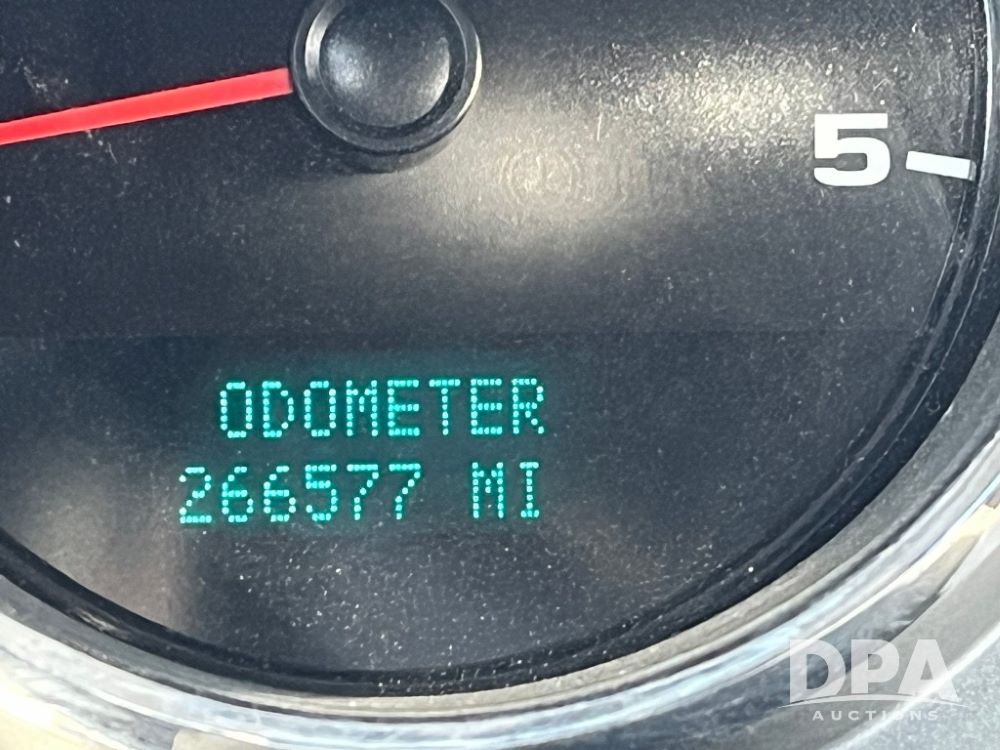 5
ODOMETER
266577 MI
DPA
AUCTIONS